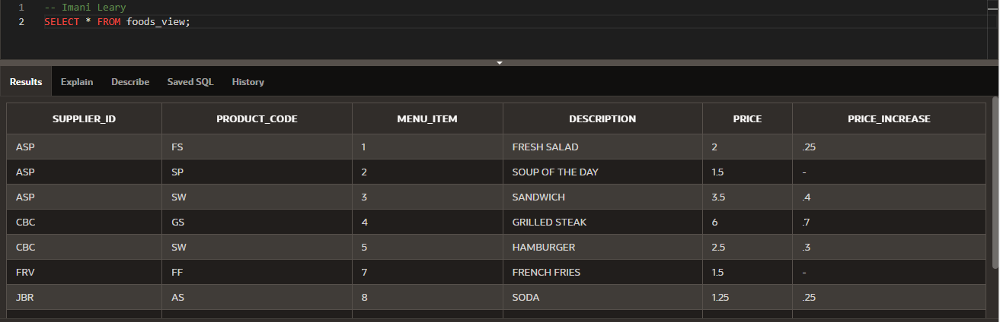 1 -- Imani Leary
2 SELECT * FROM foods_view;
Results Explain Describe Saved SQL History
SUPPLIER_ID PRODUCT_CODE MENU_ITEM DESCRIPTION PRICE PRICE_INCREASE
ASP FS 1 FRESH SALAD 2 .25
ASP SP 2 SOUP OF THE DAY 1.5 -
ASP SW 3 SANDWICH 3.5 .4
CBC GS 4 GRILLED STEAK 6 .7
CBC SW 5 HAMBURGER 2.5 .3
FRV FF 7 FRENCH FRIES 1.5 -
JBR AS 8 SODA 1.25 .25